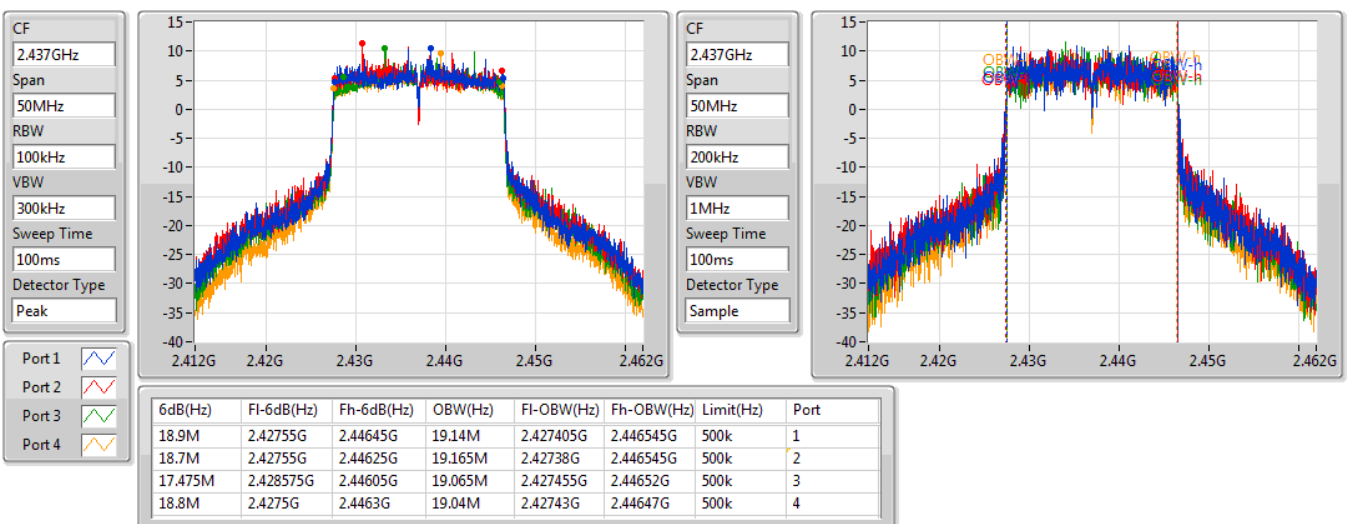 CF
2.437GHz
Span
50MHz
RBW
100kHz
VBW
300kHz
Sweep Time
100ms
Detector Type
Peak
15
10
5
0
-5
-10
-15
-20
-25
-30
-35
-40
2.412G 2.42G 2.43G 2.44G 2.45G 2.462G
CF
2.437GHz
Span
50MHz
RBW
200kHz
VBW
1MHz
Sweep Time
100ms
Detector Type
Sample
15
10
5
0
-5
-10
-15
-20
-25
-30
-35
-40
OBW-h
OBW-h
OBW-h
2.412G 2.42G 2.43G 2.44G 2.45G 2.462G
Port 1
Port 2
Port 3
Port 4
6dB(Hz) Fl-6dB(Hz) Fh-6dB(Hz) OBW(Hz) Fl-OBW(Hz) Fh-OBW(Hz) Limit(Hz) Port
18.9M 2.42755G 2.44645G 19.14M 2.427405G 2.446545G 500k 1
18.7M 2.42755G 2.44625G 19.165M 2.42738G 2.446545G 500k 2
17.475M 2.428575G 2.44605G 19.065M 2.427455G 2.44652G 500k 3
18.8M 2.4275G 2.4463G 19.04M 2.42743G 2.44647G 500k 4